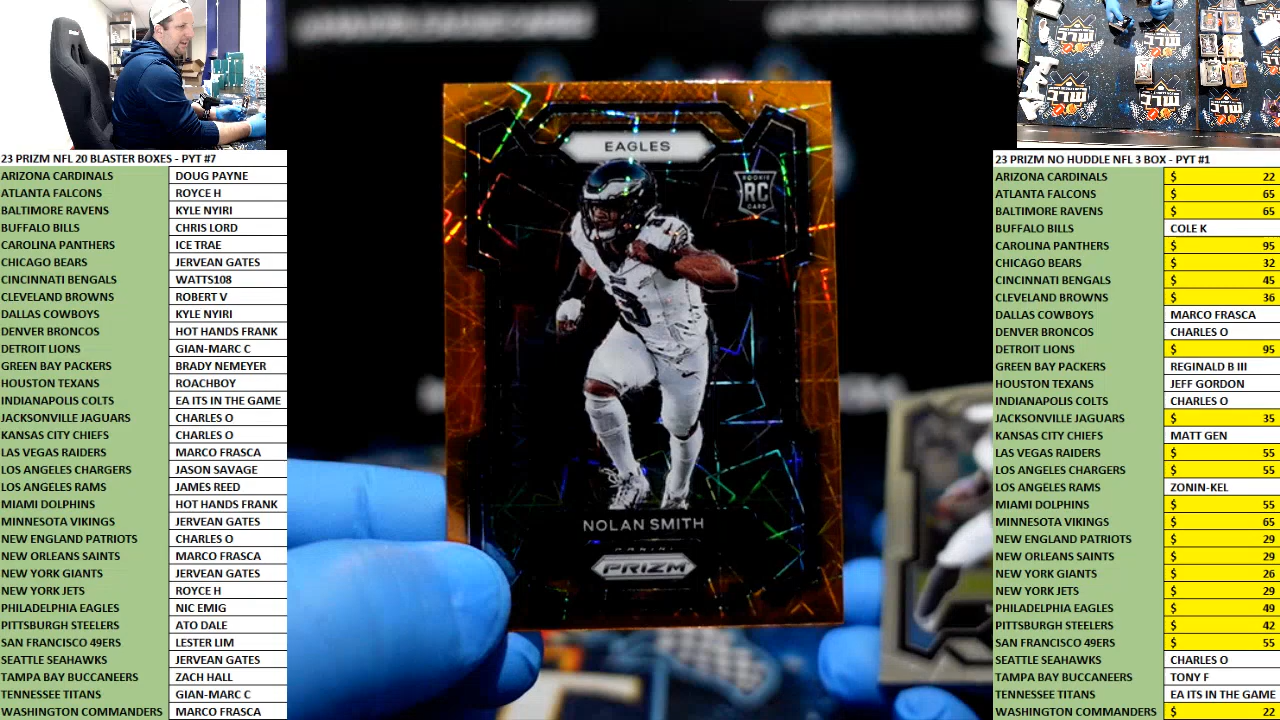 23 PRIZM NFL 20 BLASTER BOXES - PYT #7
ARIZONA CARDINALS DOUG PAYNE
ATLANTA FALCONS ROYCE H
BALTIMORE RAVENS KYLE NYIRI
BUFFALO BILLS CHRIS LORD
CAROLINA PANTHERS ICE TRAE
CHICAGO BEARS JERVEAN GATES
CINCINNATI BENGALS WATTS108
CLEVELAND BROWNS ROBERT V
DALLAS COWBOYS KYLE NYIRI
DENVER BRONCOS HOT HANDS FRANK
DETROIT LIONS GIAN-MARC C
GREEN BAY PACKERS BRADY NEMEYER
HOUSTON TEXANS ROACHBOY
INDIANAPOLIS COLTS EA ITS IN THE GAME
JACKSONVILLE JAGUARS CHARLES O
KANSAS CITY CHIEFS CHARLES O
LAS VEGAS RAIDERS MARCO FRASCA
LOS ANGELES CHARGERS JASON SAVAGE
LOS ANGELES RAMS JAMES REED
MIAMI DOLPHINS HOT HANDS FRANK
MINNESOTA VIKINGS JERVEAN GATES
NEW ENGLAND PATRIOTS CHARLES O
NEW ORLEANS SAINTS MARCO FRASCA
NEW YORK GIANTS JERVEAN GATES
NEW YORK JETS ROYCE H
PHILADELPHIA EAGLES NIC EMIG
PITTSBURGH STEELERS ATO DALE
SAN FRANCISCO 49ERS LESTER LIM
SEATTLE SEAHAWKS JERVEAN GATES
TAMPA BAY BUCCANEERS ZACH HALL
TENNESSEE TITANS GIAN-MARC C
WASHINGTON COMMANDERS MARCO FRASCA
EAGLES
ROOKIE
RC
CARD
5
NOLAN SMITH
PANINI
PRIZM
23 PRIZM NO HUDDLE NFL 3 BOX - PYT #1
ARIZONA CARDINALS $ 22
ATLANTA FALCONS $ 65
BALTIMORE RAVENS $ 65
BUFFALO BILLS COLE K
CAROLINA PANTHERS $ 95
CHICAGO BEARS $ 32
CINCINNATI BENGALS $ 45
CLEVELAND BROWNS $ 36
DALLAS COWBOYS MARCO FRASCA
DENVER BRONCOS CHARLES O
DETROIT LIONS $ 95
GREEN BAY PACKERS REGINALD B III
HOUSTON TEXANS JEFF GORDON
INDIANAPOLIS COLTS CHARLES O
JACKSONVILLE JAGUARS $ 35
KANSAS CITY CHIEFS MATT GEN
LAS VEGAS RAIDERS $ 55
LOS ANGELES CHARGERS $ 55
LOS ANGELES RAMS ZONIN-KEL
MIAMI DOLPHINS $ 55
MINNESOTA VIKINGS $ 65
NEW ENGLAND PATRIOTS $ 29
NEW ORLEANS SAINTS $ 29
NEW YORK GIANTS $ 26
NEW YORK JETS $ 29
PHILADELPHIA EAGLES $ 49
PITTSBURGH STEELERS $ 42
SAN FRANCISCO 49ERS $ 55
SEATTLE SEAHAWKS CHARLES O
TAMPA BAY BUCCANEERS TONY F
TENNESSEE TITANS EA ITS IN THE GAME
WASHINGTON COMMANDERS $ 22